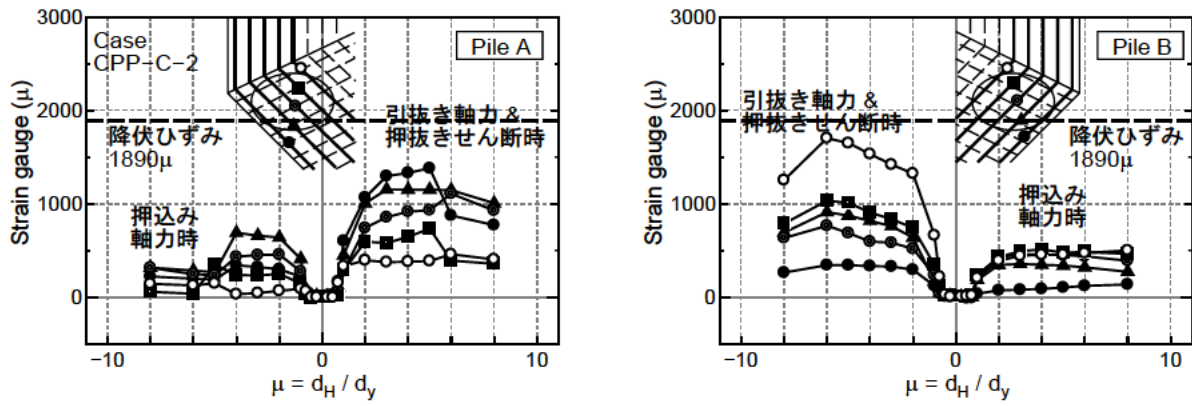 3000
2000
1000
0
Strain gauge (μ)
Case
CPP-C-2
Pile A
引抜き軸力 &
押抜きせん断時
降伏ひずみ
1890μ
押込み
軸力時
-10
0
10
μ = dH / dy
3000
2000
1000
0
Strain gauge (μ)
Pile B
引抜き軸力 &
押抜きせん断時
降伏ひずみ
1890μ
押込み
軸力時
-10
0
10
μ = dH / dy